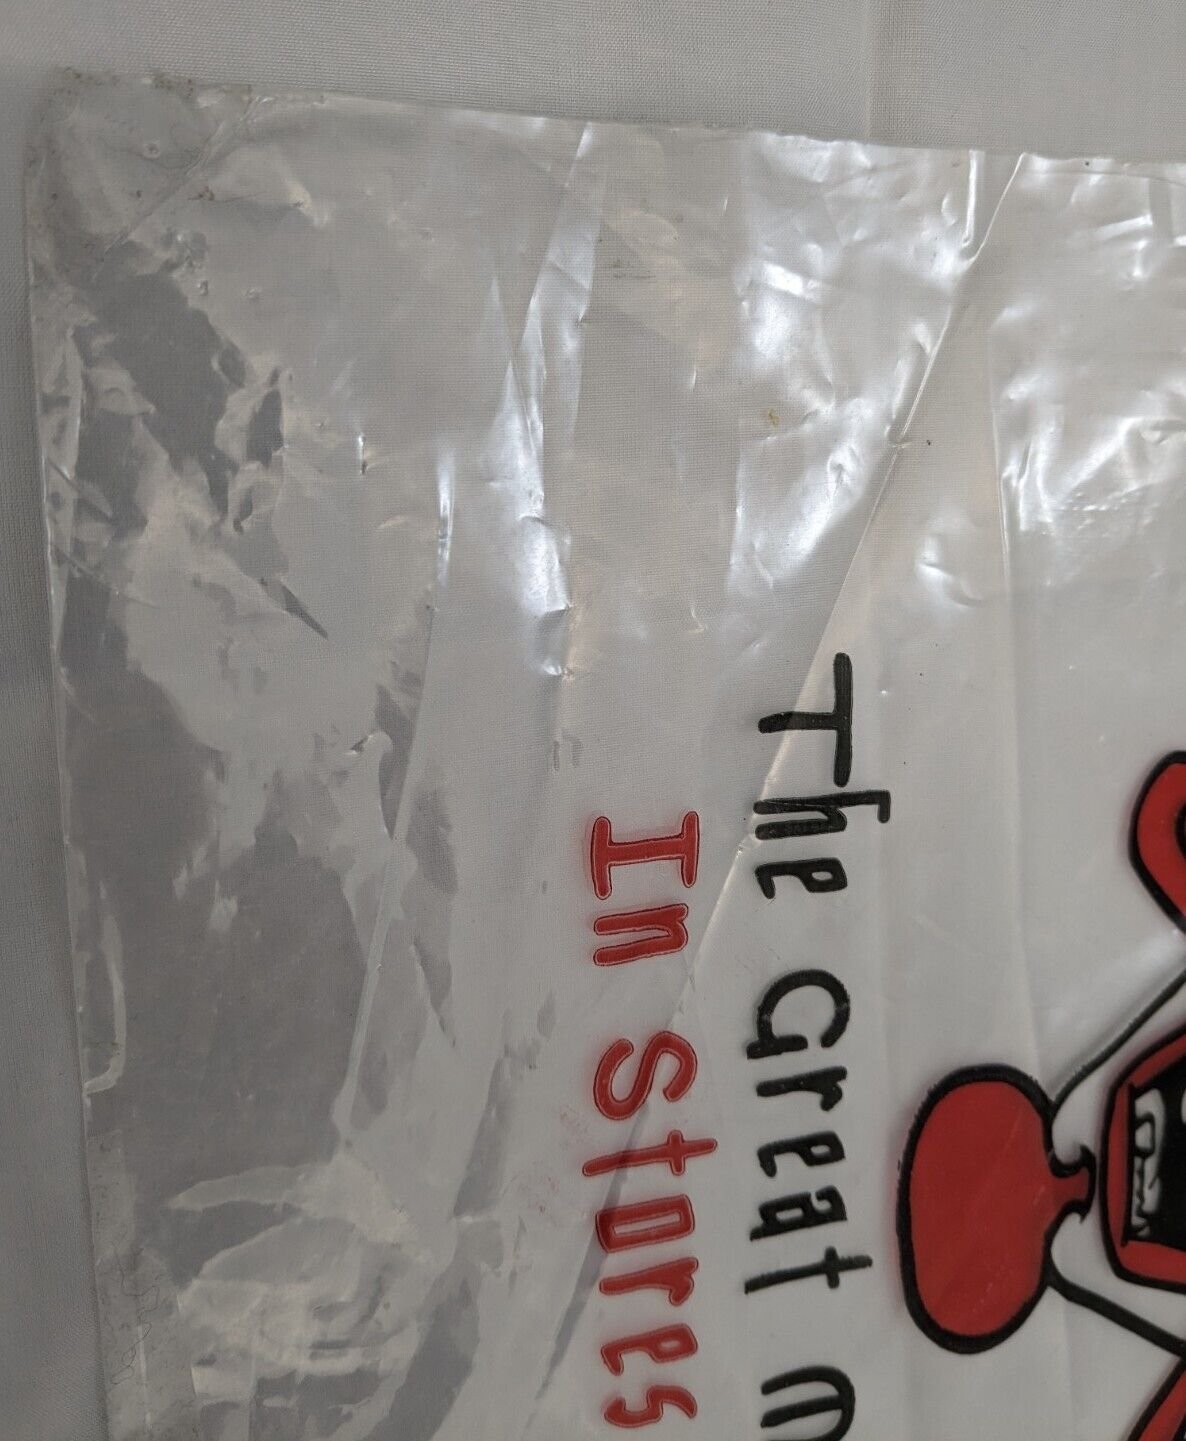 The Great M
In Stores